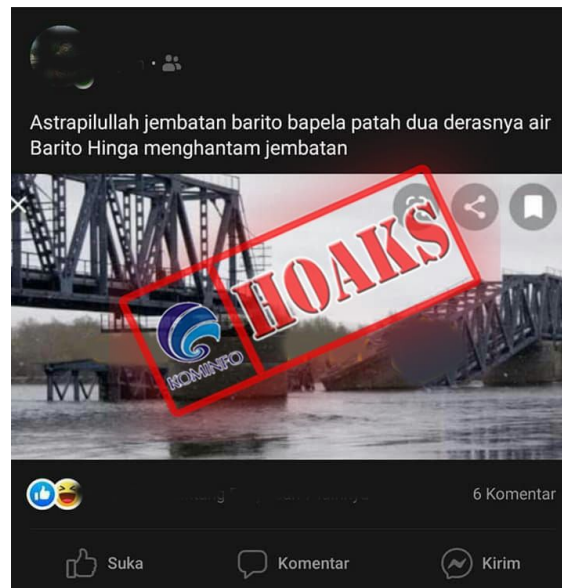 Astrapilullah jembatan barito bapela patah dua derasnya air
Barito Hinga menghantam jembatan
HOAKS
KOMINFO
6 Komentar
Suka
Komentar
Kirim